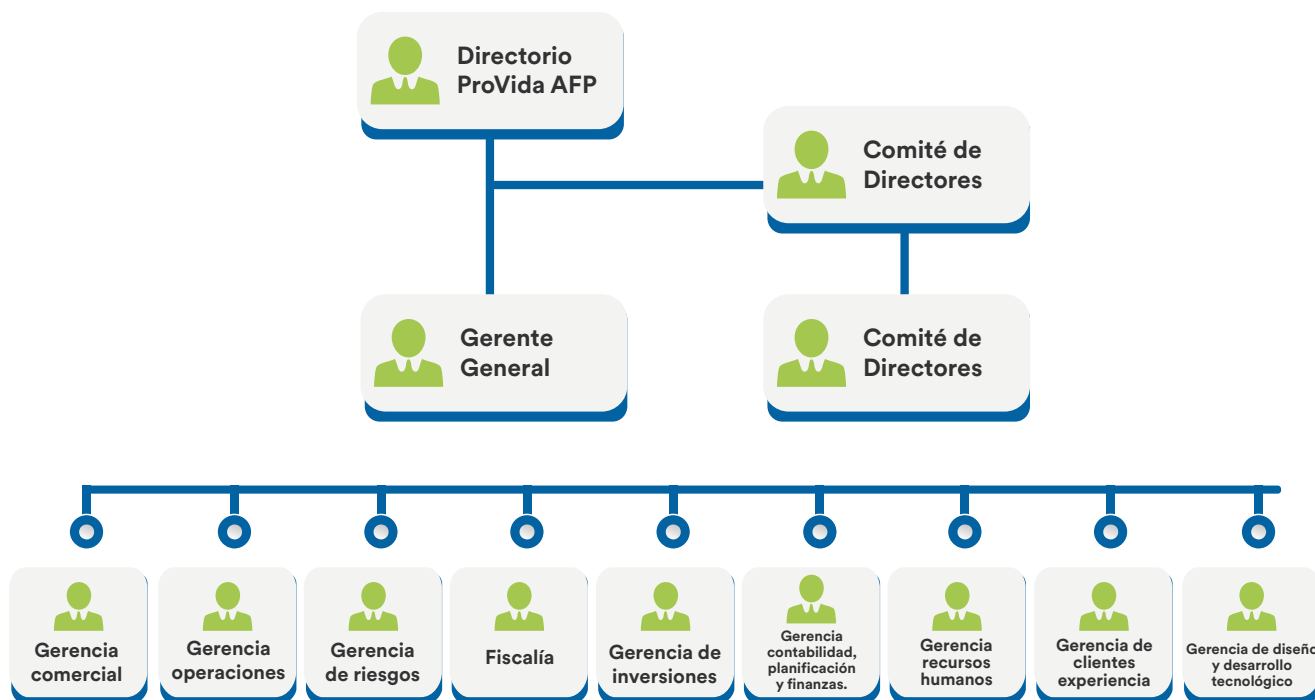 Directorio
ProVida AFP
Comité de
Directores
Gerente
General
Comité de
Directores
Gerencia
comercial
Gerencia
operaciones
Gerencia
de riesgos
Fiscalía
Gerencia de
inversiones
Gerencia
contabilidad,
planificación
y finanzas.
Gerencia
recursos
humanos
Gerencia de
clientes
experiencia
Gerencia de diseño
y desarrollo
tecnológico